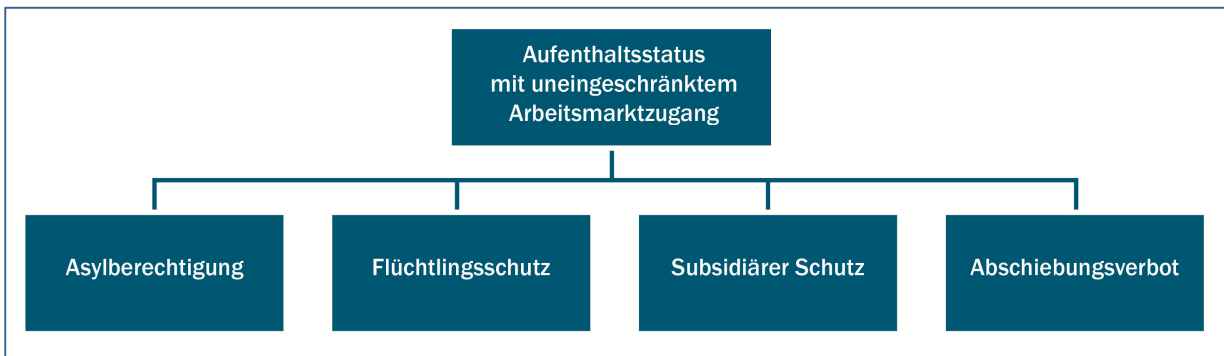 Aufenthaltsstatus
mit uneingeschränktem
Arbeitsmarktzugang
Asylberechtigung
Flüchtlingsschutz
Subsidiärer Schutz
Abschiebungsverbot